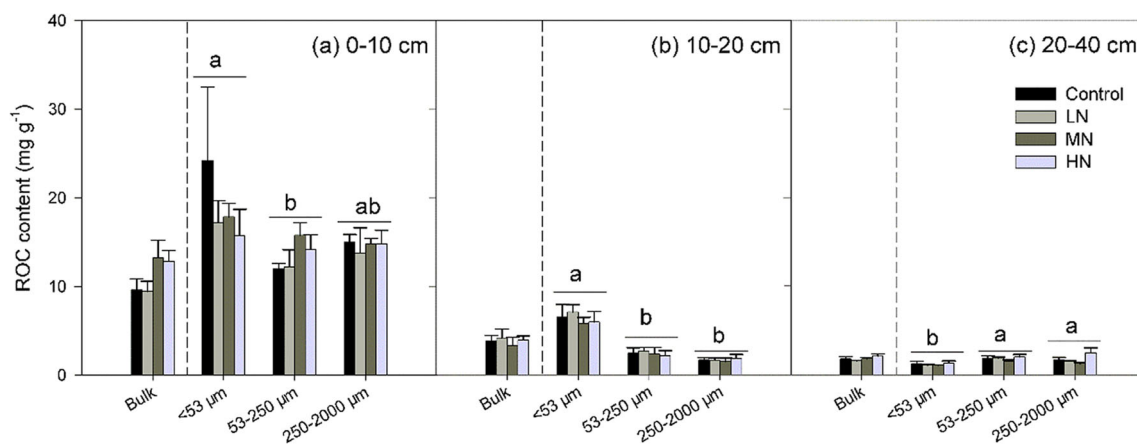 ROC content (mg g⁻¹)
40
30
20
10
0
(a) 0-10 cm
a
b
ab
Bulk
<53 µm
53-250 µm
250-2000 µm
(b) 10-20 cm
a
b
b
Bulk
<53 µm
53-250 µm
250-2000 µm
(c) 20-40 cm
Control
LN
MN
HN
b
a
a
Bulk
<53 µm
53-250 µm
250-2000 µm